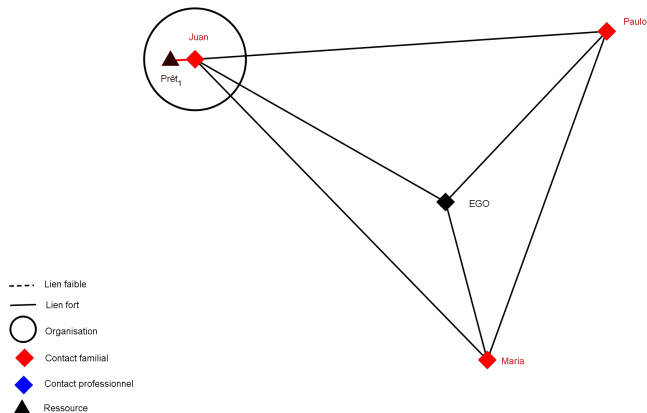 Paulo
Juan
Prêt1
EGO
Maria
Lien faible
Lien fort
Organisation
Contact familial
Contact professionnel
Ressource